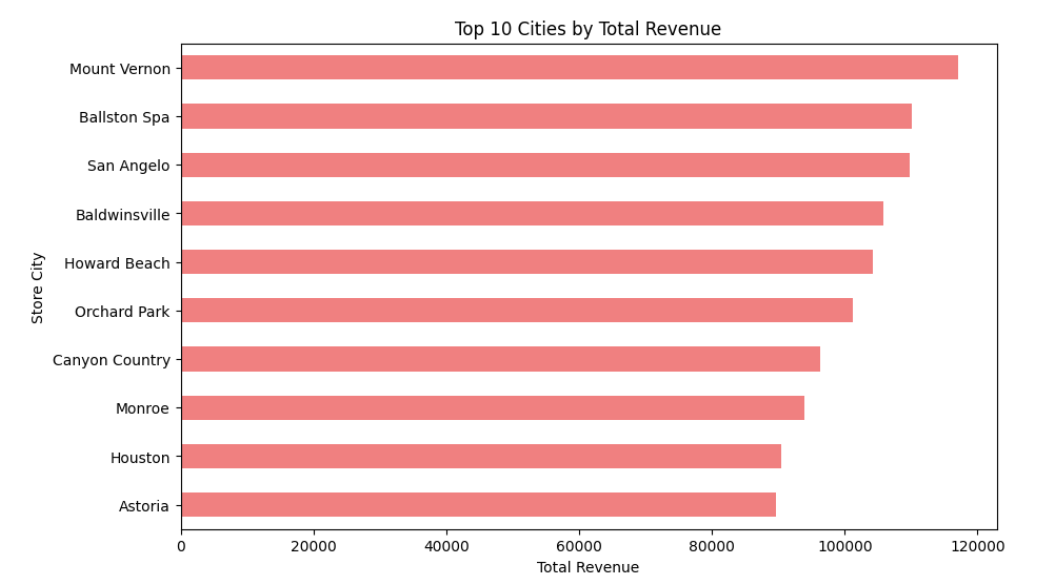 Top 10 Cities by Total Revenue
Store City
Mount Vernon
Ballston Spa
San Angelo
Baldwinsville
Howard Beach
Orchard Park
Canyon Country
Monroe
Houston
Astoria
0 20000 40000 60000 80000 100000 120000
Total Revenue